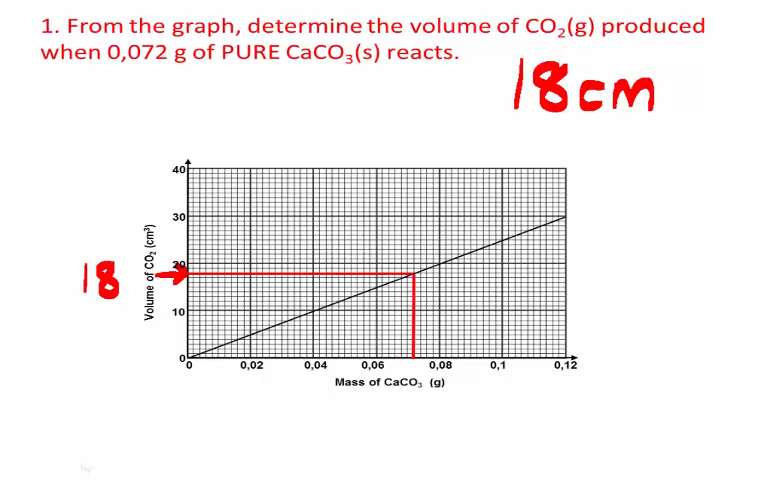 1. From the graph, determine the volume of CO₂(g) produced
when 0,072 g of PURE CaCO₃(s) reacts.
18cm
40
30
20
18
10
0
Volume of CO₂ (cm³)
0 0,02 0,04 0,06 0,08 0,1 0,12
Mass of CaCO₃ (g)